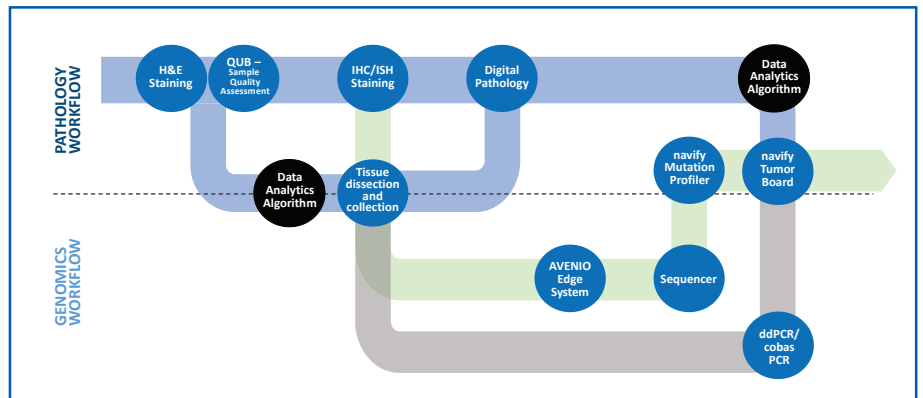 PATHOLOGY
WORKFLOW
H&E
Staining
QUB –
Sample
Quality
Assessment
IHC/ISH
Staining
Digital
Pathology
Data
Analytics
Algorithm
Data
Analytics
Algorithm
Tissue
dissection
and
collection
navify
Mutation
Profiler
navify
Tumor
Board
GENOMICS
WORKFLOW
AVENIO
Edge
System
Sequencer
ddPCR/
cobas
PCR